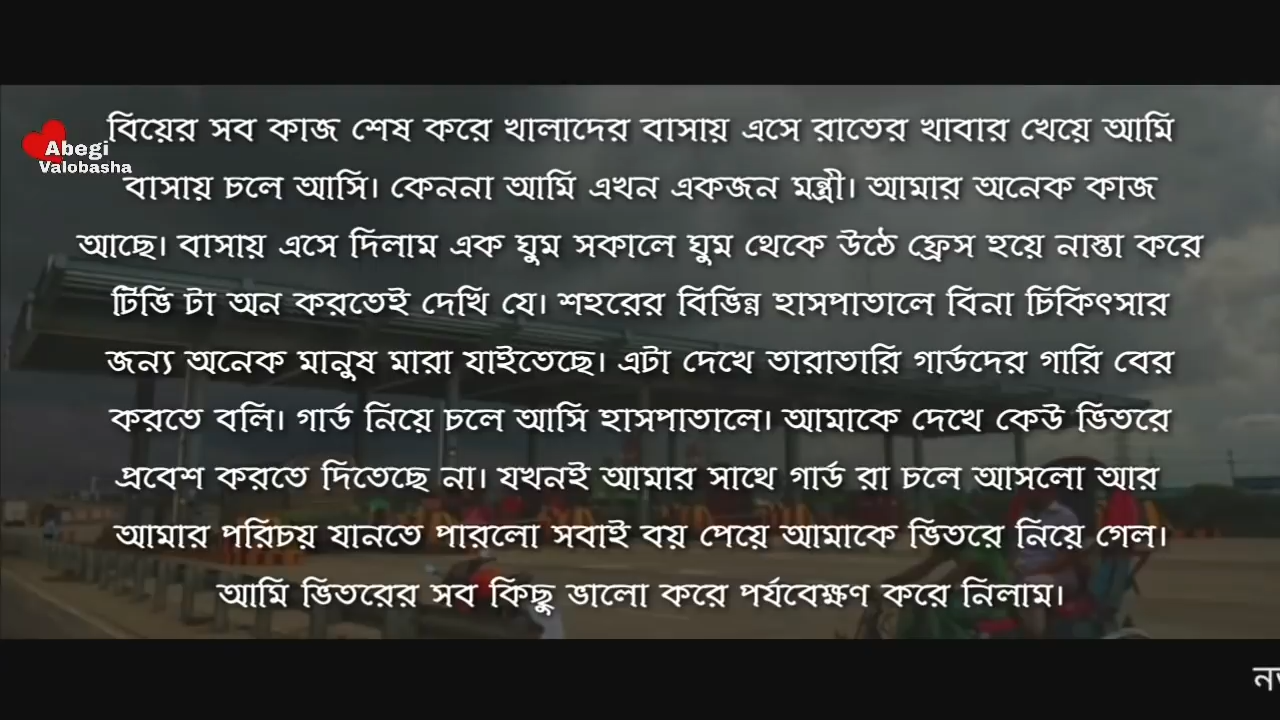 বিয়ের সব কাজ শেষ করে খালাদের বাসায় এসে রাতের খাবার খেয়ে আমি
Abegi
Valobasha
বাসায় চলে আসি। কেননা আমি এখন একজন মন্ত্রী। আমার অনেক কাজ
আছে। বাসায় এসে দিলাম এক ঘুম সকালে ঘুম থেকে উঠে ফ্রেস হয়ে নাস্তা করে
টিভি টা অন করতেই দেখি যে। শহরের বিভিন্ন হাসপাতালে বিনা চিকিৎসার
জন্য অনেক মানুষ মারা যাইতেছে। এটা দেখে তারাতারি গার্ডদের গারি বের
করতে বলি। গার্ড নিয়ে চলে আসি হাসপাতালে। আমাকে দেখে কেউ ভিতরে
প্রবেশ করতে দিতেছে না। যখনই আমার সাথে গার্ড রা চলে আসলো আর
আমার পরিচয় যানতে পারলো সবাই বয় পেয়ে আমাকে ভিতরে নিয়ে গেল।
আমি ভিতরের সব কিছু ভালো করে পর্যবেক্ষণ করে নিলাম।